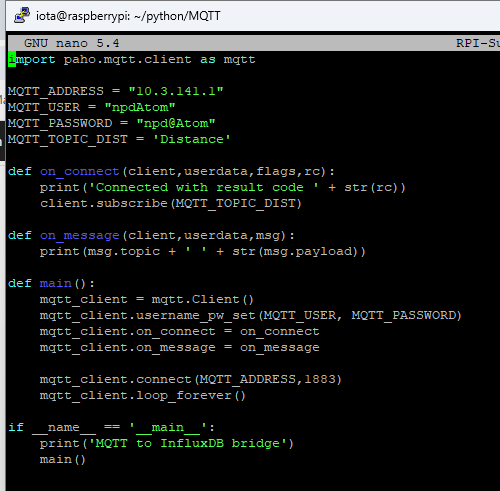 iota@raspberrypi: ~/python/MQTT
GNU nano 5.4 RPI-Su
import paho.mqtt.client as mqtt
MQTT_ADDRESS = "10.3.141.1"
MQTT_USER = "npdAtom"
MQTT_PASSWORD = "npd@Atom"
MQTT_TOPIC_DIST = 'Distance'
def on_connect(client,userdata,flags,rc):
    print('Connected with result code ' + str(rc))
    client.subscribe(MQTT_TOPIC_DIST)
def on_message(client,userdata,msg):
    print(msg.topic + ' ' + str(msg.payload))
def main():
    mqtt_client = mqtt.Client()
    mqtt_client.username_pw_set(MQTT_USER, MQTT_PASSWORD)
    mqtt_client.on_connect = on_connect
    mqtt_client.on_message = on_message
    mqtt_client.connect(MQTT_ADDRESS,1883)
    mqtt_client.loop_forever()
if __name__ == '__main__':
    print('MQTT to InfluxDB bridge')
    main()